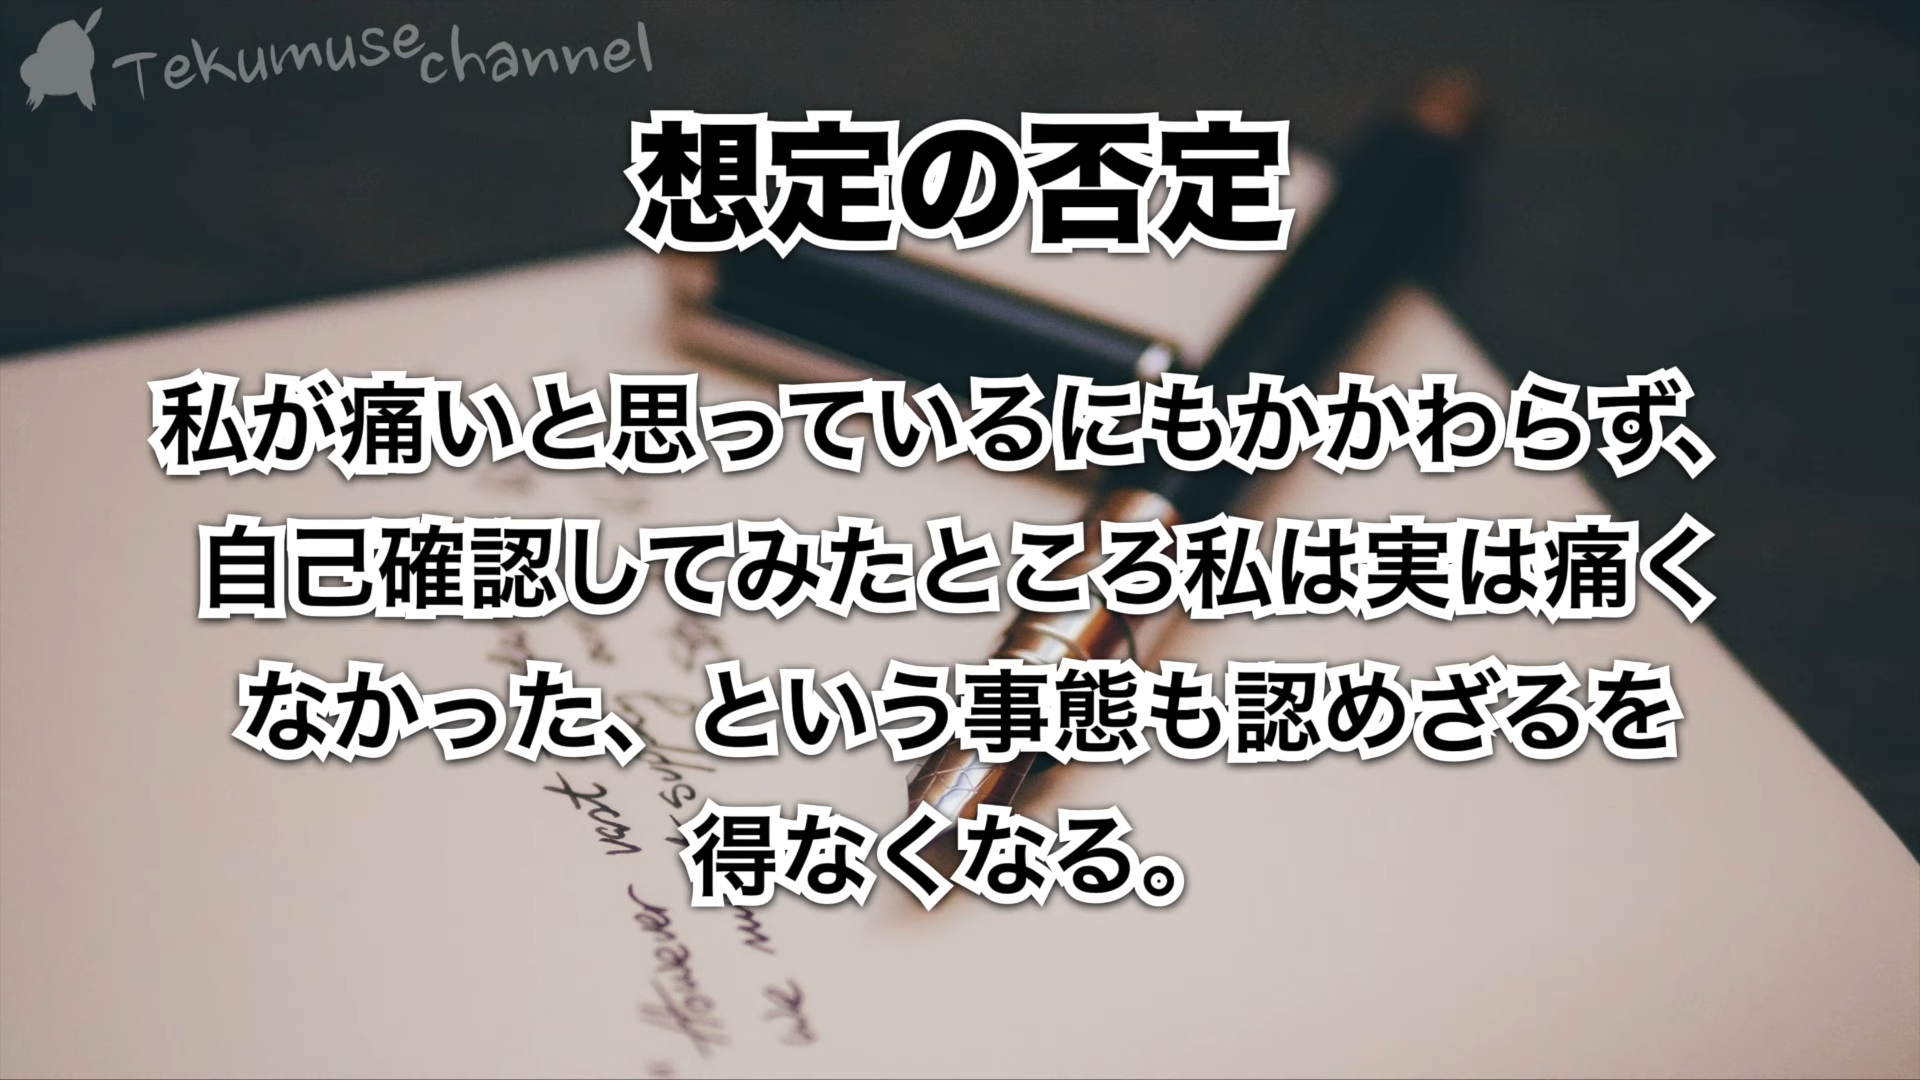 Tekumuse channel
想定の否定
私が痛いと思っているにもかかわらず、
自己確認してみたところ私は実は痛く
なかった、という事態も認めざるを
得なくなる。
"However
we